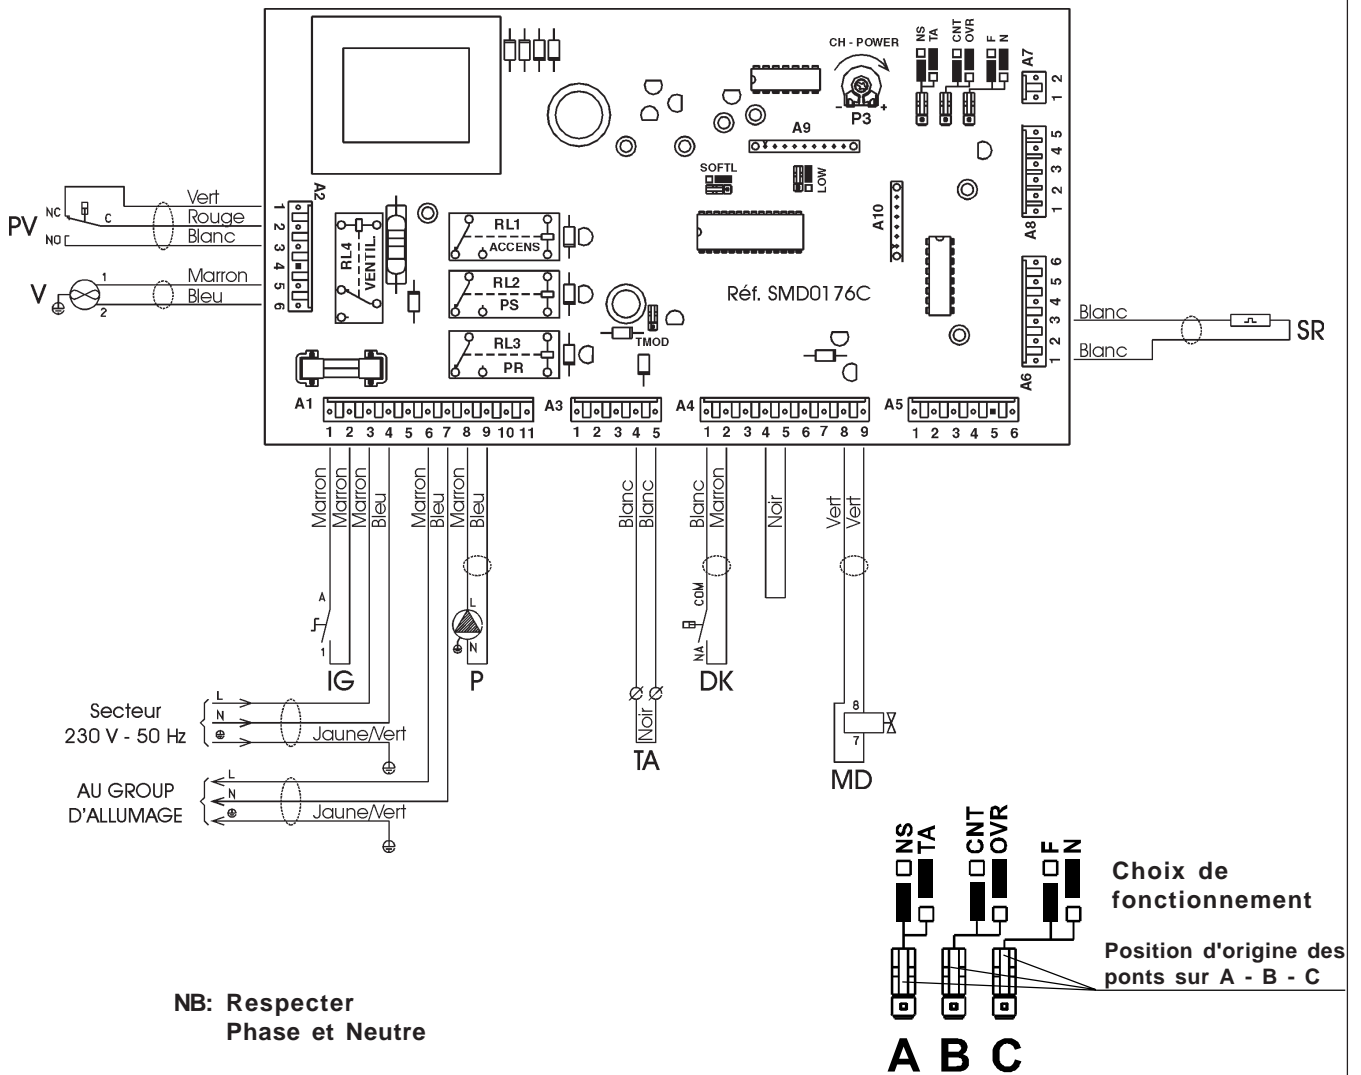 CH - POWER
- +
P3
NS
TA
CNT
OVR
F
N
A7
2
1
A9
SOFTL
LOW
A10
A8
5
4
3
2
1
A2
1
2
3
4
5
6
PV
NC
C
NO
Vert
Rouge
Blanc
V
1
2
Marron
Bleu
RL4
VENTIL.
RL1
ACCENS
RL2
PS
RL3
PR
TMOD
Réf. SMD0176C
A6
6
5
4
3
2
1
Blanc
Blanc
SR
A1
1 2 3 4 5 6 7 8 9 10 11
A3
1 2 3 4 5
A4
1 2 3 4 5 6 7 8 9
A5
1 2 3 4 5 6
Marron
Marron
Marron
Bleu
Marron
Bleu
Marron
Bleu
Blanc
Blanc
Blanc
Marron
Noir
Vert
Vert
A
1
IG
L
N
P
Noir
TA
COM
NA
DK
8
7
MD
Secteur
230 V - 50 Hz
L
N
Jaune/Vert
AU GROUP
D'ALLUMAGE
L
N
Jaune/Vert
NS
TA
CNT
OVR
F
N
Choix de
fonctionnement
Position d'origine des
ponts sur A - B - C
A B C
NB: Respecter
Phase et Neutre